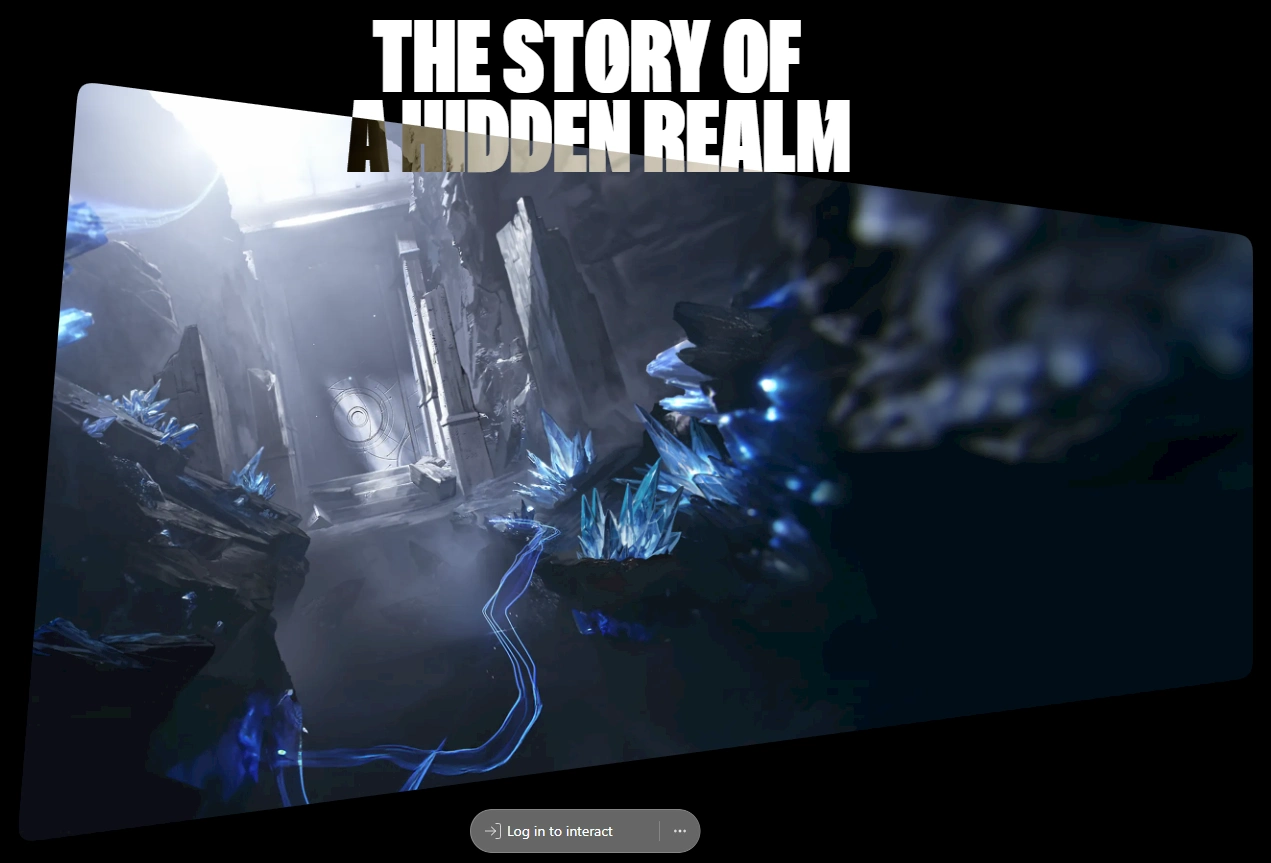 THE STORY OF
A HIDDEN REALM
Log in to interact